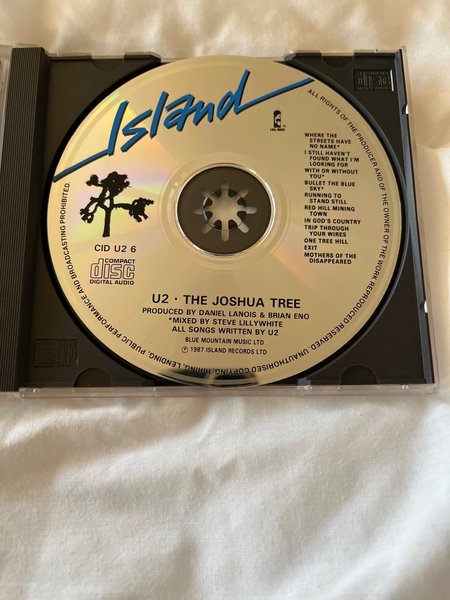 Island
ISLAND
WHERE THE
STREETS HAVE
NO NAME*
I STILL HAVEN'T
FOUND WHAT I'M
LOOKING FOR
WITH OR WITHOUT
YOU*
BULLET THE BLUE
SKY*
RUNNING TO
STAND STILL
RED HILL MINING
TOWN
IN GOD'S COUNTRY
TRIP THROUGH
YOUR WIRES
ONE TREE HILL
EXIT
MOTHERS OF THE
DISAPPEARED
CID U2 6
COMPACT
disc
DIGITAL AUDIO
U2 · THE JOSHUA TREE
PRODUCED BY DANIEL LANOIS & BRIAN ENO
*MIXED BY STEVE LILLYWHITE
ALL SONGS WRITTEN BY U2
BLUE MOUNTAIN MUSIC LTD
℗ 1987 ISLAND RECORDS LTD
ALL RIGHTS OF THE PRODUCER AND OF THE OWNER OF THE WORK REPRODUCED RESERVED. UNAUTHORISED COPYING, HIRING, LENDING, PUBLIC PERFORMANCE AND BROADCASTING PROHIBITED.